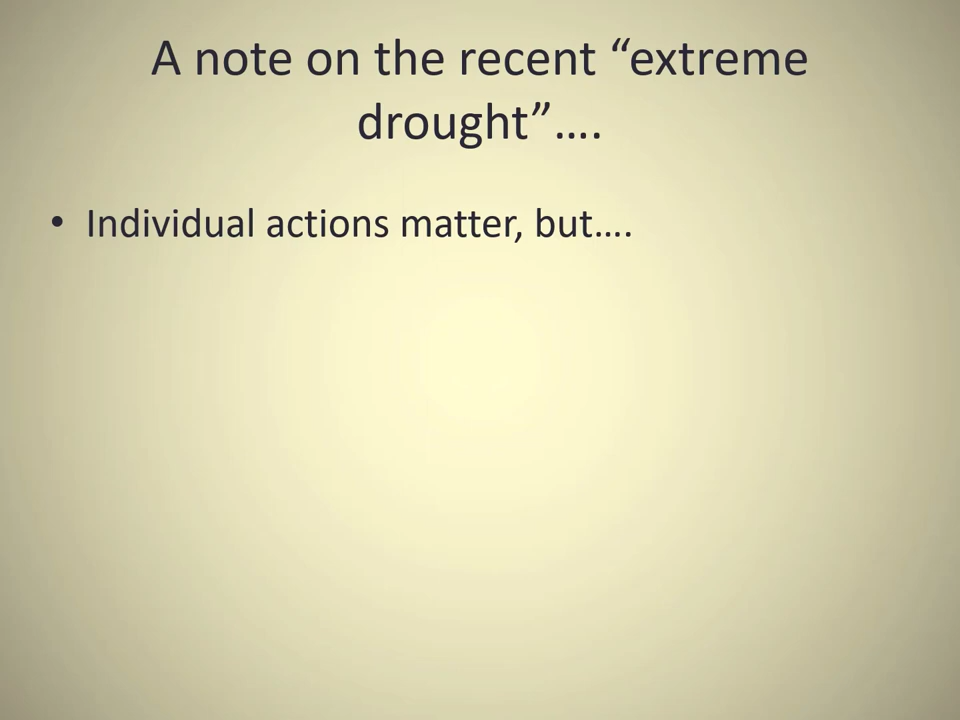 A note on the recent “extreme
drought”….
• Individual actions matter, but….